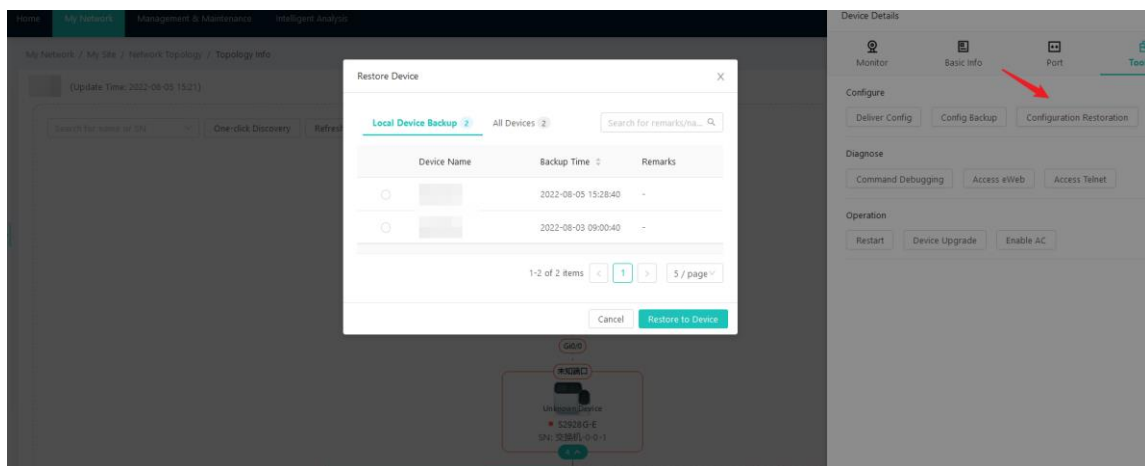 Home My Network Management & Maintenance Intelligent Analysis
My Network / My Site / Network Topology / Topology Info
(Update Time: 2022-08-05 15:21)
Search for name or SN One-click Discovery Refresh
Restore Device X
Local Device Backup 2 All Devices 2 Search for remarks/na...
Device Name Backup Time Remarks
2022-08-05 15:28:40 -
2022-08-03 09:00:40 -
1-2 of 2 items < 1 > 5 / page
Cancel Restore to Device
Gi0/0
未知端口
Unknown Device
S2928G-E
SN: 交换机-0-0-1
Device Details
Monitor Basic Info Port
Configure
Deliver Config Config Backup Configuration Restoration
Diagnose
Command Debugging Access eWeb Access Telnet
Operation
Restart Device Upgrade Enable AC